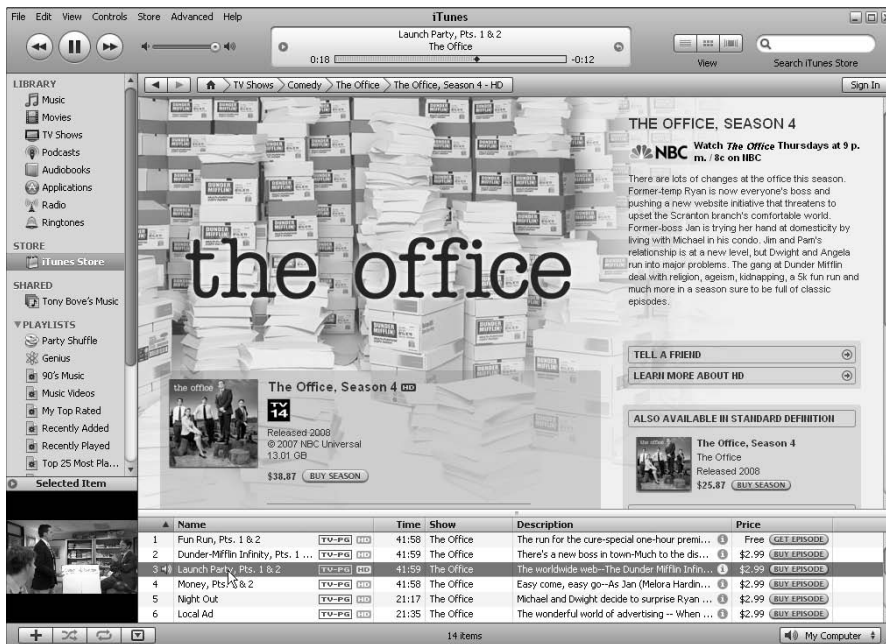 File Edit View Controls Store Advanced Help
iTunes
Launch Party, Pts. 1 & 2
The Office
0:18
-0:12
View
Search iTunes Store
LIBRARY
Music
Movies
TV Shows
Podcasts
Audiobooks
Applications
Radio
Ringtones
STORE
iTunes Store
SHARED
Tony Bove's Music
PLAYLISTS
Party Shuffle
Genius
90's Music
Music Videos
My Top Rated
Recently Added
Recently Played
Top 25 Most Pla...
Selected Item
TV Shows Comedy The Office The Office, Season 4 - HD
Sign In
DUNDER MIFFLIN
the office
THE OFFICE, SEASON 4
NBC
Watch The Office Thursdays at 9 p.
m. / 8c on NBC
There are lots of changes at the office this season.
Former-temp Ryan is now everyone's boss and
pushing a new website initiative that threatens to
upset the Scranton branch's comfortable world.
Former-boss Jan is trying her hand at domesticity by
living with Michael in his condo. Jim and Pam's
relationship is at a new level, but Dwight and Angela
run into major problems. The gang at Dunder Mifflin
deal with religion, ageism, kidnapping, a 5k fun run and
much more in a season sure to be full of classic
episodes.
TELL A FRIEND
LEARN MORE ABOUT HD
the office
The Office, Season 4 HD
TV
14
Released 2008
© 2007 NBC Universal
13.01 GB
$38.87 BUY SEASON
ALSO AVAILABLE IN STANDARD DEFINITION
the office
The Office, Season 4
The Office
Released 2008
$25.87 BUY SEASON
Name Time Show Description Price
1 Fun Run, Pts. 1 & 2 TV-PG HD 41:58 The Office The run for the cure-special one-hour premi... Free GET EPISODE
2 Dunder-Mifflin Infinity, Pts. 1 ... TV-PG HD 41:59 The Office There's a new boss in town-Much to the dis... $2.99 BUY EPISODE
3 Launch Party, Pts. 1 & 2 TV-PG HD 41:59 The Office The worldwide web--The Dunder Mifflin Infin... $2.99 BUY EPISODE
4 Money, Pts. 1 & 2 TV-PG HD 41:58 The Office Easy come, easy go--As Jan (Melora Hardin... $2.99 BUY EPISODE
5 Night Out TV-PG HD 21:17 The Office Michael and Dwight decide to surprise Ryan ... $2.99 BUY EPISODE
6 Local Ad TV-PG HD 21:35 The Office The wonderful world of advertising -- When ... $2.99 BUY EPISODE
14 items
My Computer